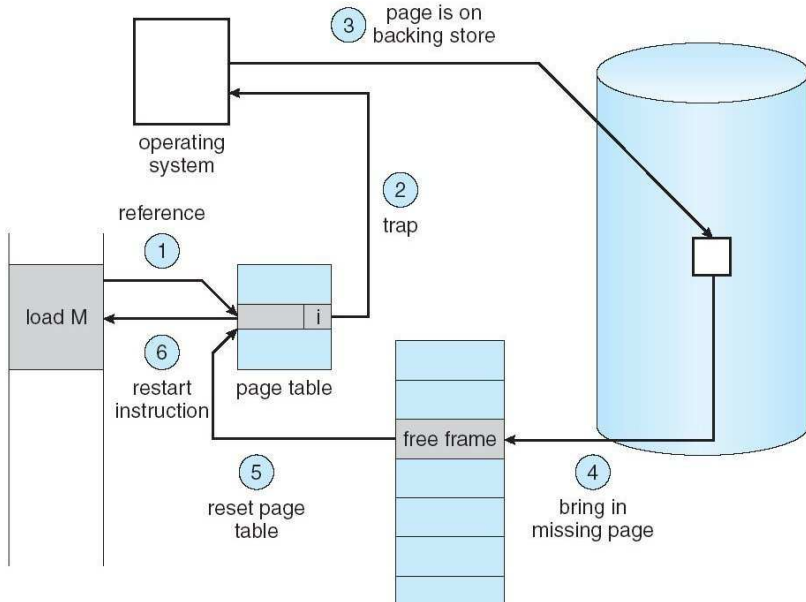 3
page is on
backing store
operating
system
2
trap
reference
1
load M
i
6
restart
instruction
page table
free frame
5
reset page
table
4
bring in
missing page